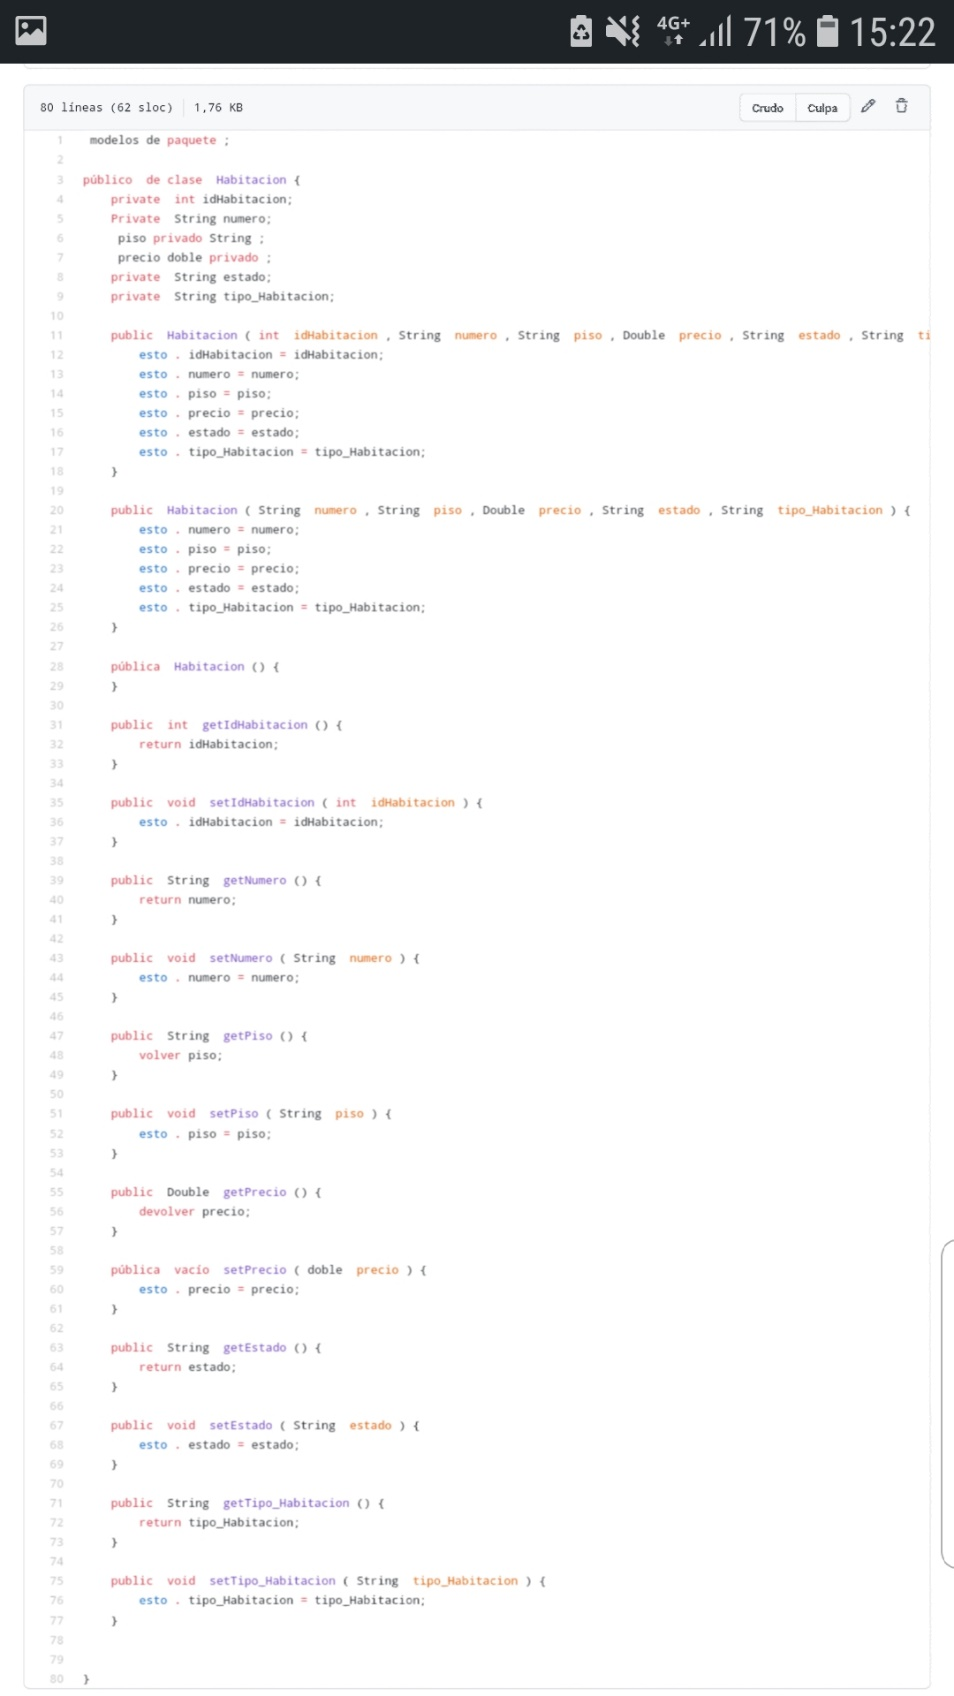 4G+ 71% 15:22
80 líneas (62 sloc) 1,76 KB Crudo Culpa
1 modelos de paquete ;
2
3 público de clase Habitacion {
4 private int idHabitacion;
5 Private String numero;
6 piso privado String ;
7 precio doble privado ;
8 private String estado;
9 private String tipo_Habitacion;
10
11 public Habitacion ( int idHabitacion , String numero , String piso , Double precio , String estado , String ti
12 esto . idHabitacion = idHabitacion;
13 esto . numero = numero;
14 esto . piso = piso;
15 esto . precio = precio;
16 esto . estado = estado;
17 esto . tipo_Habitacion = tipo_Habitacion;
18 }
19
20 public Habitacion ( String numero , String piso , Double precio , String estado , String tipo_Habitacion ) {
21 esto . numero = numero;
22 esto . piso = piso;
23 esto . precio = precio;
24 esto . estado = estado;
25 esto . tipo_Habitacion = tipo_Habitacion;
26 }
27
28 pública Habitacion () {
29 }
30
31 public int getIdHabitacion () {
32 return idHabitacion;
33 }
34
35 public void setIdHabitacion ( int idHabitacion ) {
36 esto . idHabitacion = idHabitacion;
37 }
38
39 public String getNumero () {
40 return numero;
41 }
42
43 public void setNumero ( String numero ) {
44 esto . numero = numero;
45 }
46
47 public String getPiso () {
48 volver piso;
49 }
50
51 public void setPiso ( String piso ) {
52 esto . piso = piso;
53 }
54
55 public Double getPrecio () {
56 devolver precio;
57 }
58
59 pública vacío setPrecio ( doble precio ) {
60 esto . precio = precio;
61 }
62
63 public String getEstado () {
64 return estado;
65 }
66
67 public void setEstado ( String estado ) {
68 esto . estado = estado;
69 }
70
71 public String getTipo_Habitacion () {
72 return tipo_Habitacion;
73 }
74
75 public void setTipo_Habitacion ( String tipo_Habitacion ) {
76 esto . tipo_Habitacion = tipo_Habitacion;
77 }
78
79
80 }